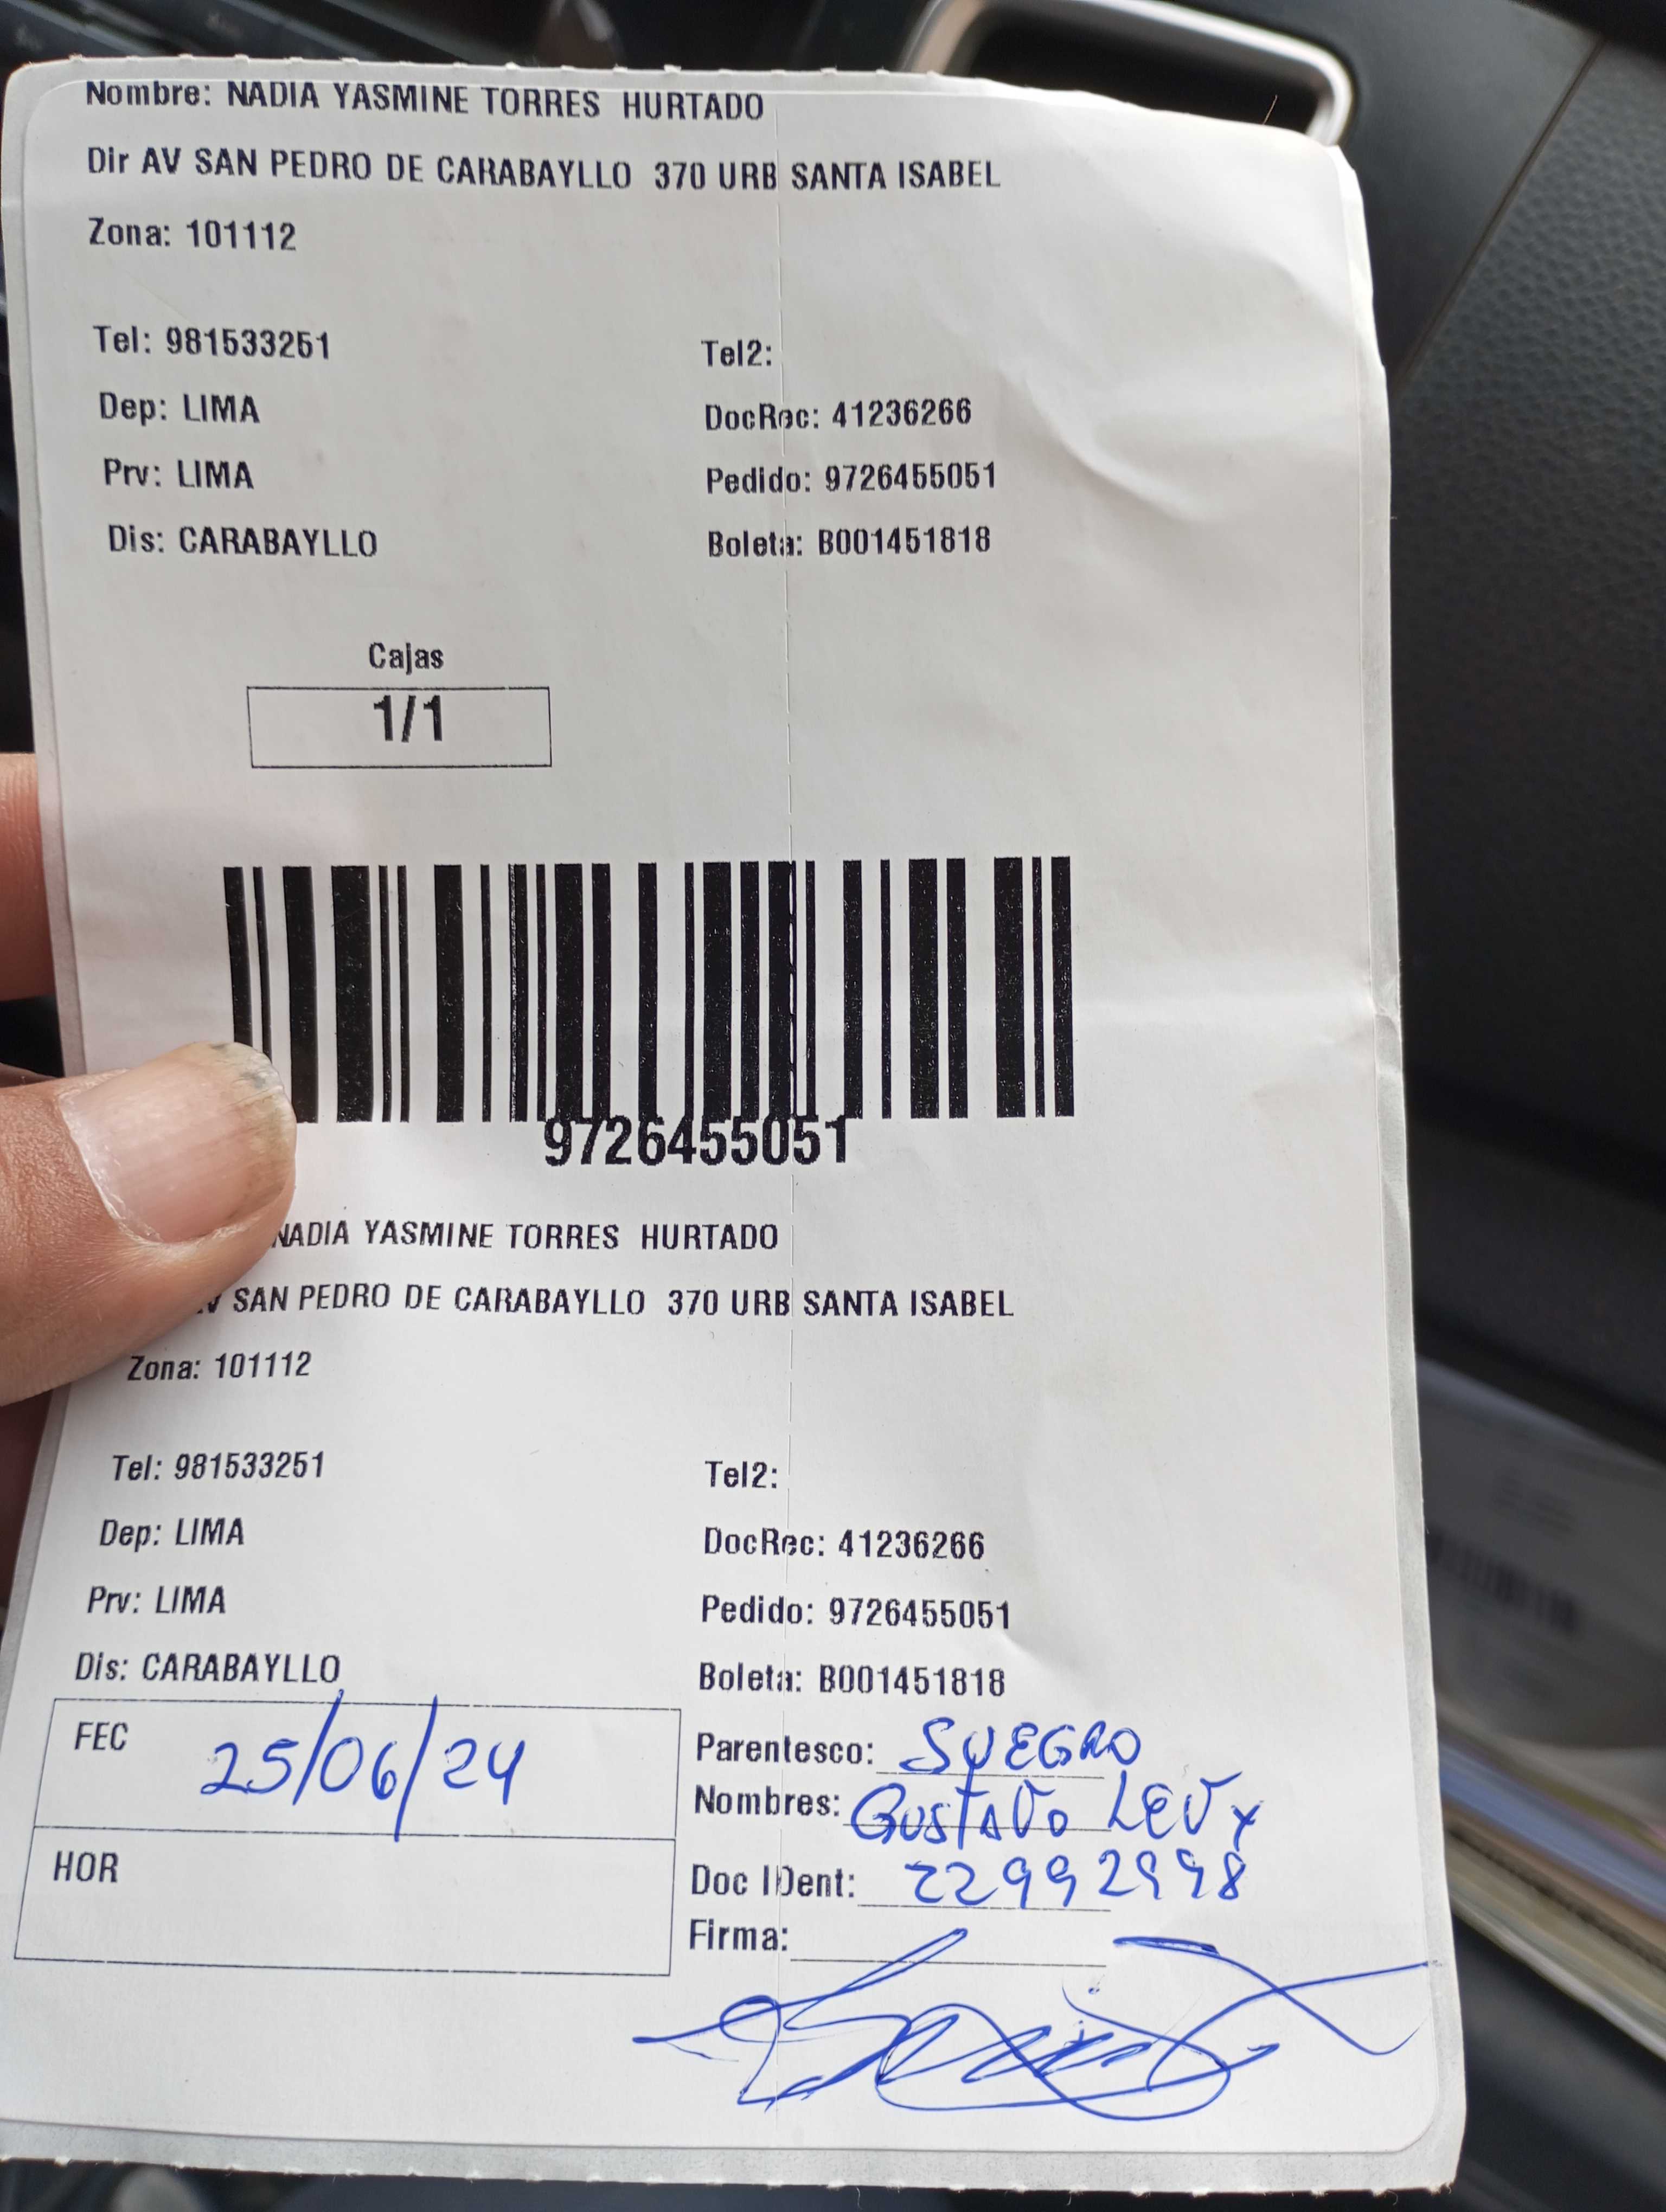 Nombre: NADIA YASMINE TORRES HURTADO
Dir AV SAN PEDRO DE CARABAYLLO 370 URB SANTA ISABEL
Zona: 101112
Tel: 981533251 Tel2:
Dep: LIMA DocRec: 41236266
Prv: LIMA Pedido: 9726455051
Dis: CARABAYLLO Boleta: B001451818
Cajas
1/1
9726455051
NADIA YASMINE TORRES HURTADO
SAN PEDRO DE CARABAYLLO 370 URB SANTA ISABEL
Zona: 101112
Tel: 981533251 Tel2:
Dep: LIMA DocRec: 41236266
Prv: LIMA Pedido: 9726455051
Dis: CARABAYLLO Boleta: B001451818
FEC 25/06/24 Parentesco: SUEGRO
Nombres: GUSTAVO LEVY
HOR Doc IDent: 22992998
Firma: